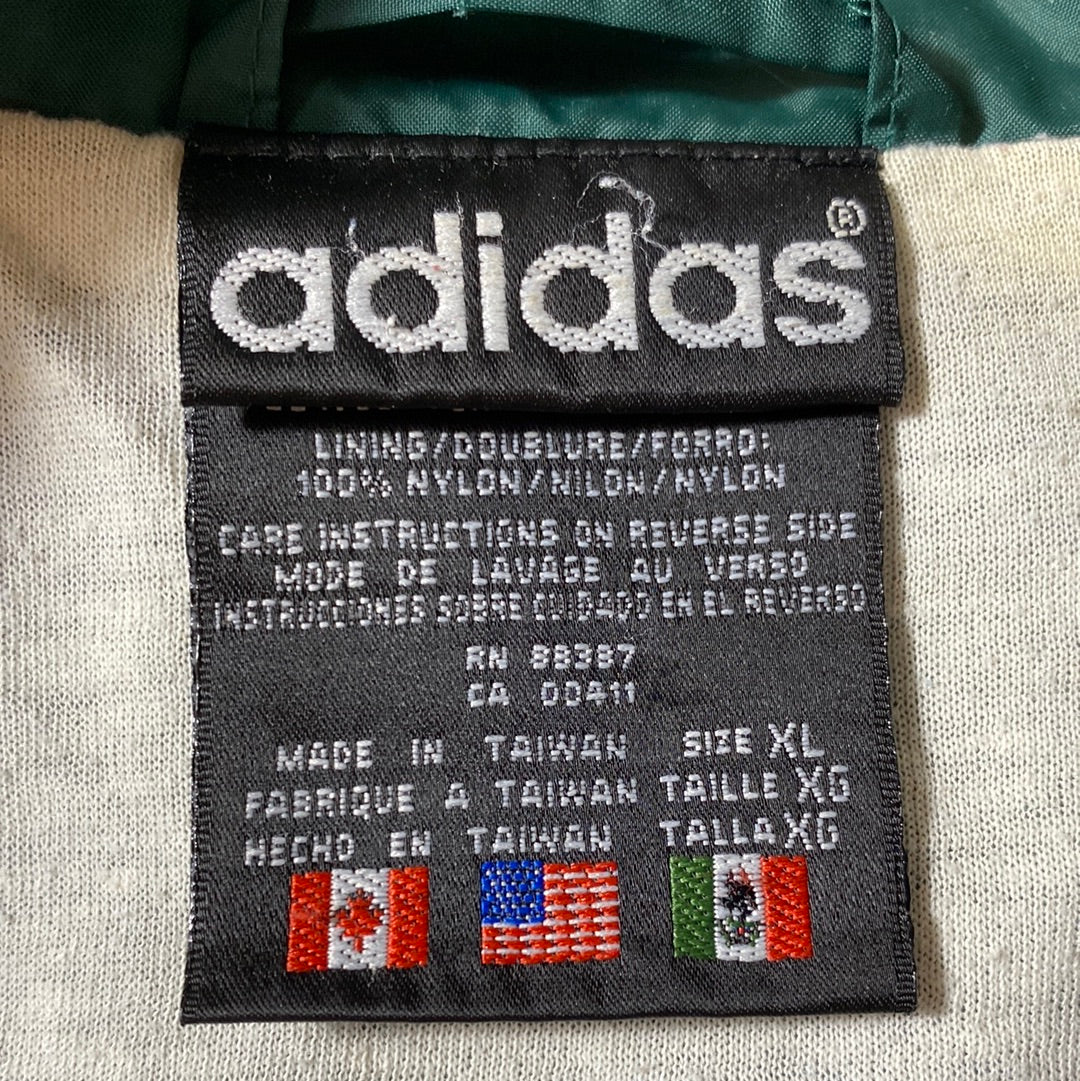 adidas®
LINING/DOUBLURE/FORRO:
100% NYLON/NILON/NYLON
CARE INSTRUCTIONS ON REVERSE SIDE
MODE DE LAVAGE AU VERSO
INSTRUCCIONES SOBRE CUIDADO EN EL REVERSO
RN 88387
CA 00411
MADE IN TAIWAN SIZE XL
FABRIQUE A TAIWAN TAILLE XG
HECHO EN TAIWAN TALLA XG